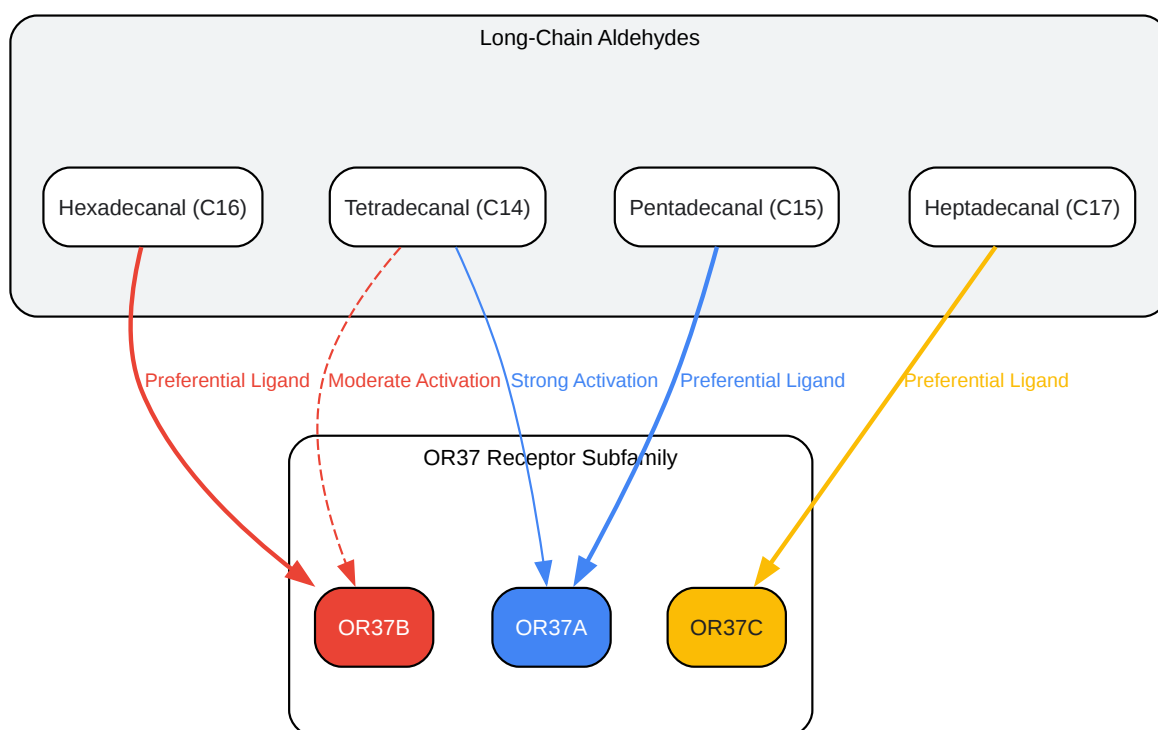 Long-Chain Aldehydes
Hexadecanal (C16)
Tetradecanal (C14)
Pentadecanal (C15)
Heptadecanal (C17)
Preferential Ligand
Moderate Activation
Strong Activation
Preferential Ligand
Preferential Ligand
OR37 Receptor Subfamily
OR37B
OR37A
OR37C